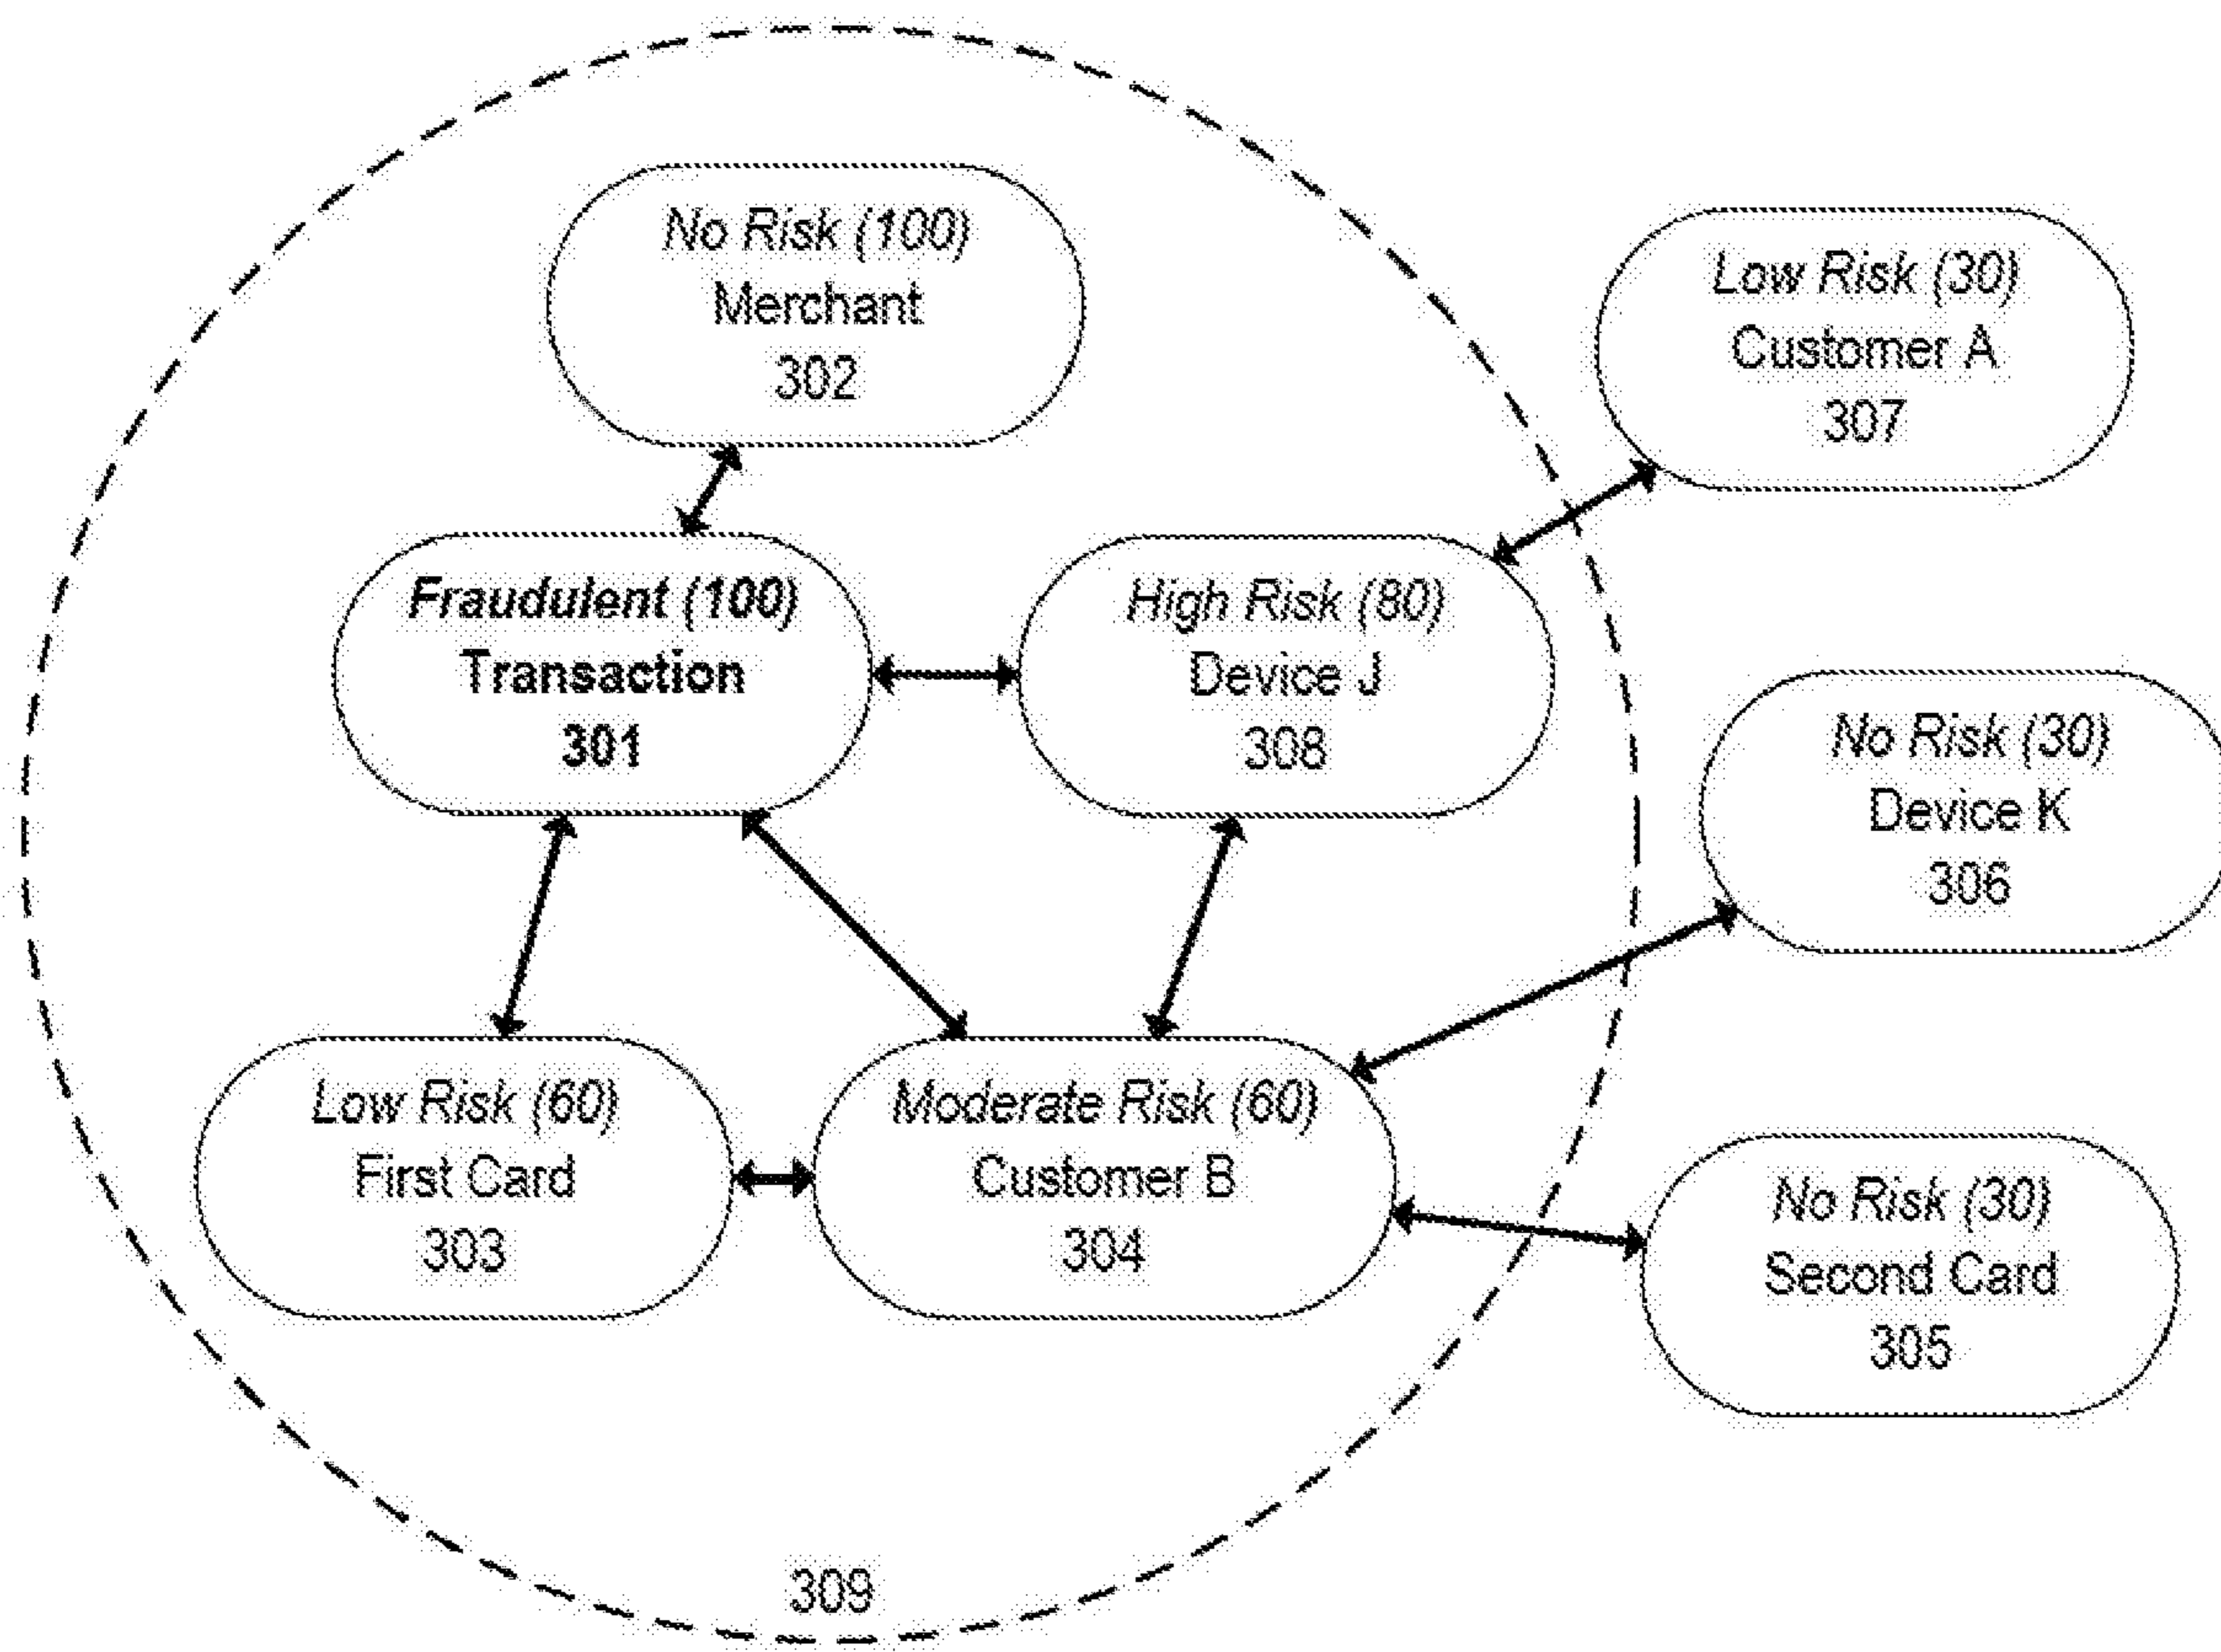 No Risk (100)
Merchant
302
Low Risk (30)
Customer A
307
Fraudulent (100)
Transaction
301
High Risk (80)
Device J
308
No Risk (30)
Device K
306
Low Risk (60)
First Card
303
Moderate Risk (60)
Customer B
304
No Risk (30)
Second Card
305
309